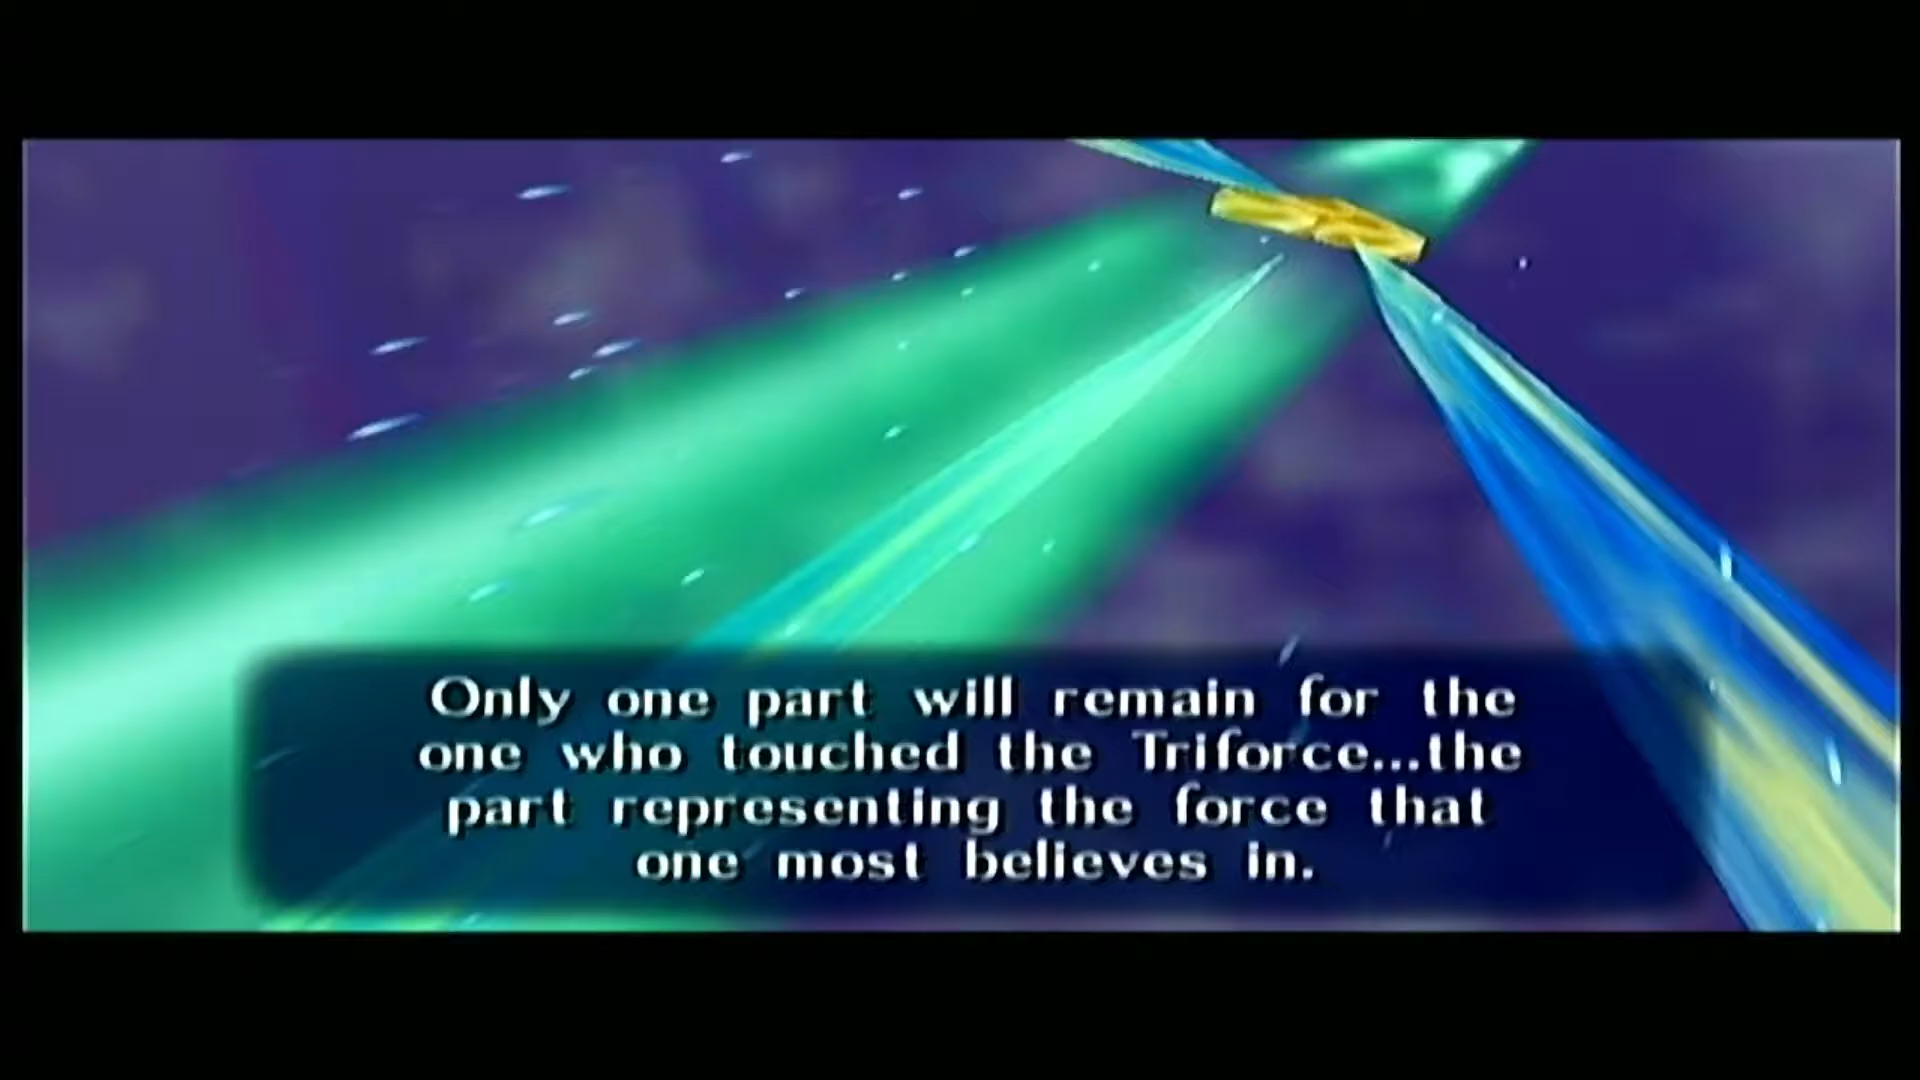 Only one part will remain for the
one who touched the Triforce...the
part representing the force that
one most believes in.